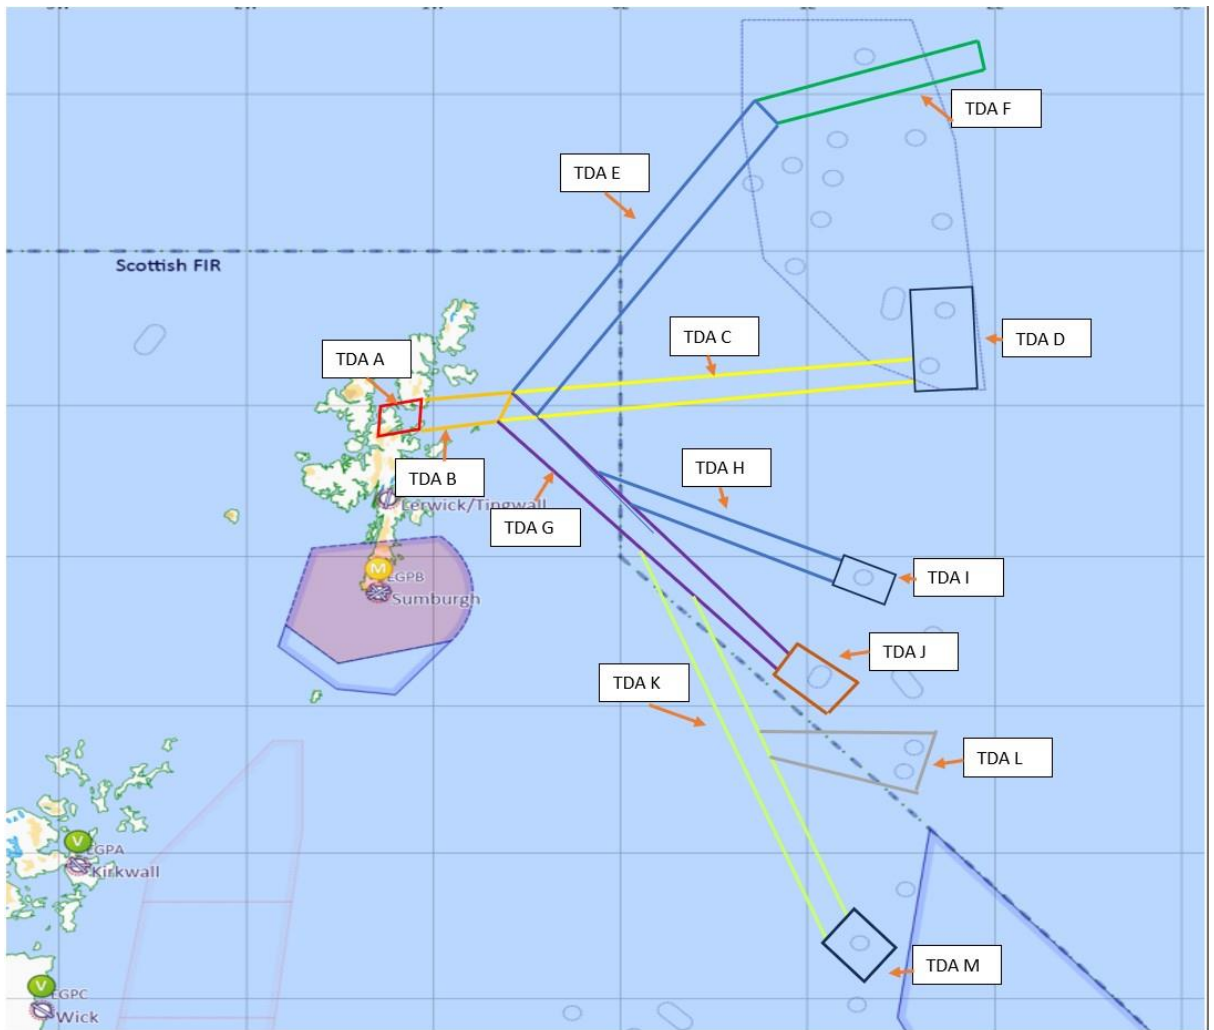 TDA F
TDA E
Scottish FIR
TDA C
TDA D
TDA A
TDA H
TDA B
Lerwick/Tingwall
TDA G
M
EGPB
TDA I
Sumburgh
TDA J
TDA K
TDA L
V
EGPA
Kirkwall
TDA M
V
EGPC
Wick